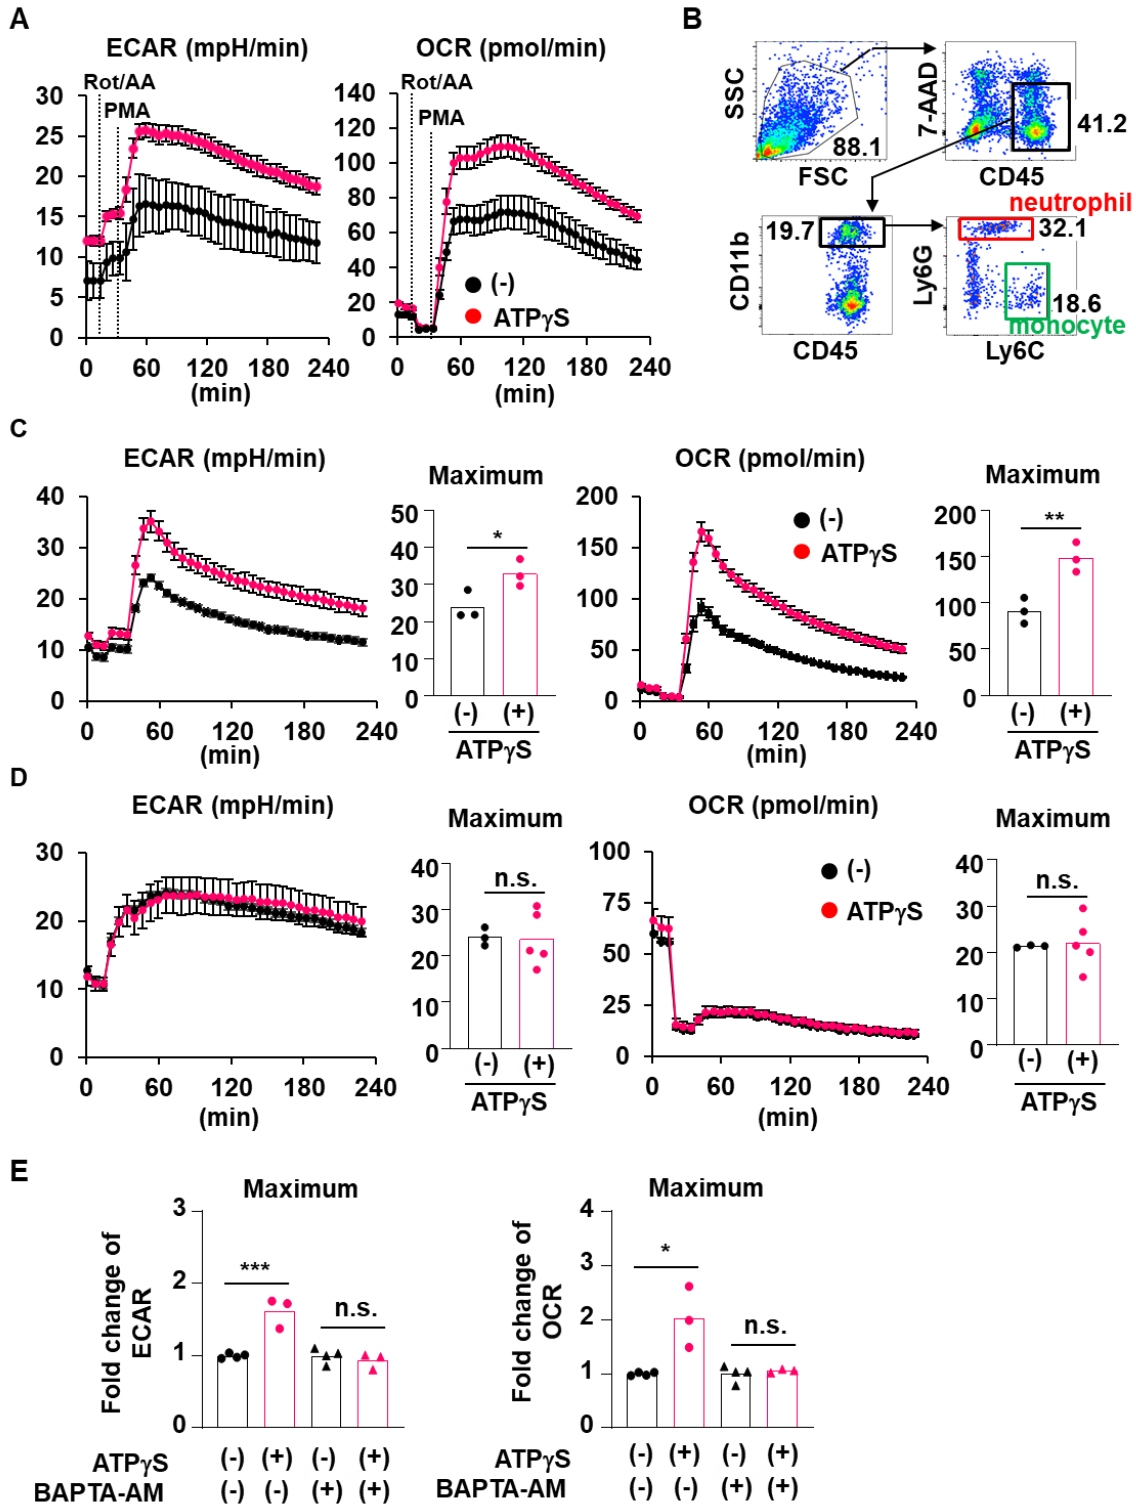 A
ECAR (mpH/min)
OCR (pmol/min)
Rot/AA
PMA
30
25
20
15
10
5
0
0 60 120 180 240
(min)
Rot/AA
PMA
140
120
100
80
60
40
20
0
(-)
ATPγS
0 60 120 180 240
(min)
B
SSC
88.1
FSC
7-AAD
41.2
CD45
CD11b
19.7
CD45
neutrophil
Ly6G
32.1
18.6
monocyte
Ly6C
C
ECAR (mpH/min)
40
30
20
10
0
0 60 120 180 240
(min)
Maximum
50
40
30
20
10
0
*
(-) (+)
ATPγS
OCR (pmol/min)
200
150
100
50
0
(-)
ATPγS
0 60 120 180 240
(min)
Maximum
200
150
100
50
0
**
(-) (+)
ATPγS
D
ECAR (mpH/min)
30
20
10
0
0 60 120 180 240
(min)
Maximum
40
30
20
10
0
n.s.
(-) (+)
ATPγS
OCR (pmol/min)
100
75
50
25
0
(-)
ATPγS
0 60 120 180 240
(min)
Maximum
40
30
20
10
0
n.s.
(-) (+)
ATPγS
E
Maximum
Fold change of
ECAR
3
2
1
0
***
n.s.
ATPγS (-) (+) (-) (+)
BAPTA-AM (-) (-) (+) (+)
Maximum
Fold change of
OCR
4
3
2
1
0
*
n.s.
ATPγS (-) (+) (-) (+)
BAPTA-AM (-) (-) (+) (+)